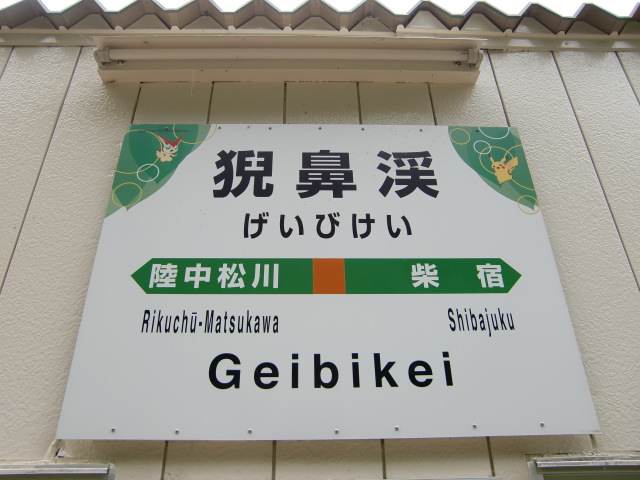 猊鼻渓
げいびけい
陸中松川 柴宿
Rikuchū-Matsukawa Shibajuku
Geibikei